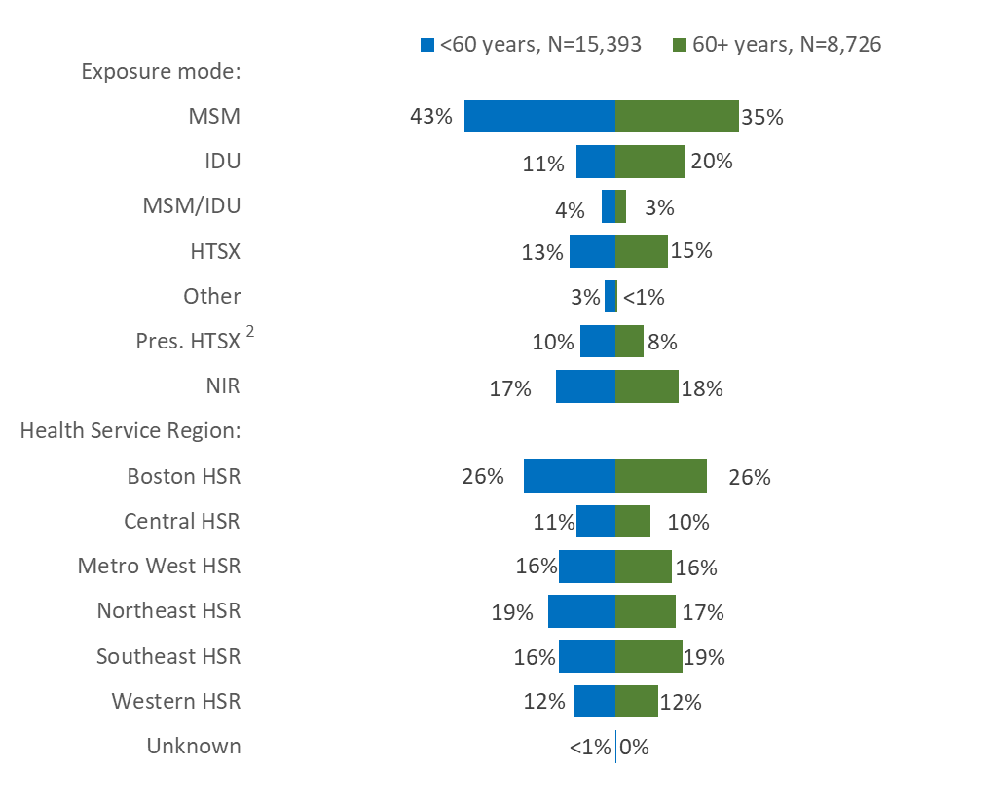 <60 years, N=15,393 60+ years, N=8,726
Exposure mode:
MSM 43% 35%
IDU 11% 20%
MSM/IDU 4% 3%
HTSX 13% 15%
Other 3% <1%
Pres. HTSX 2 10% 8%
NIR 17% 18%
Health Service Region:
Boston HSR 26% 26%
Central HSR 11% 10%
Metro West HSR 16% 16%
Northeast HSR 19% 17%
Southeast HSR 16% 19%
Western HSR 12% 12%
Unknown <1% 0%